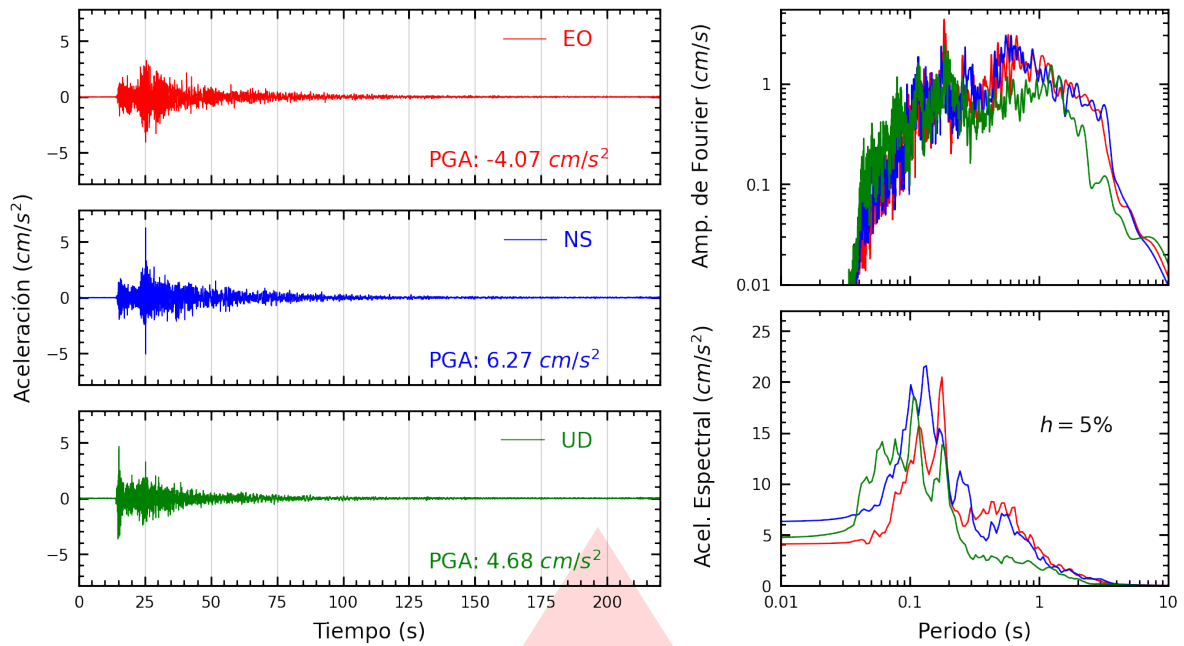 Aceleración (cm/s²)
5
0
−5
EO
PGA: -4.07 cm/s²
5
0
−5
NS
PGA: 6.27 cm/s²
5
0
−5
UD
PGA: 4.68 cm/s²
0 25 50 75 100 125 150 175 200
Tiempo (s)
Amp. de Fourier (cm/s)
1
0.1
0.01
Acel. Espectral (cm/s²)
25
20
15
10
5
0
h = 5%
0.01 0.1 1 10
Periodo (s)